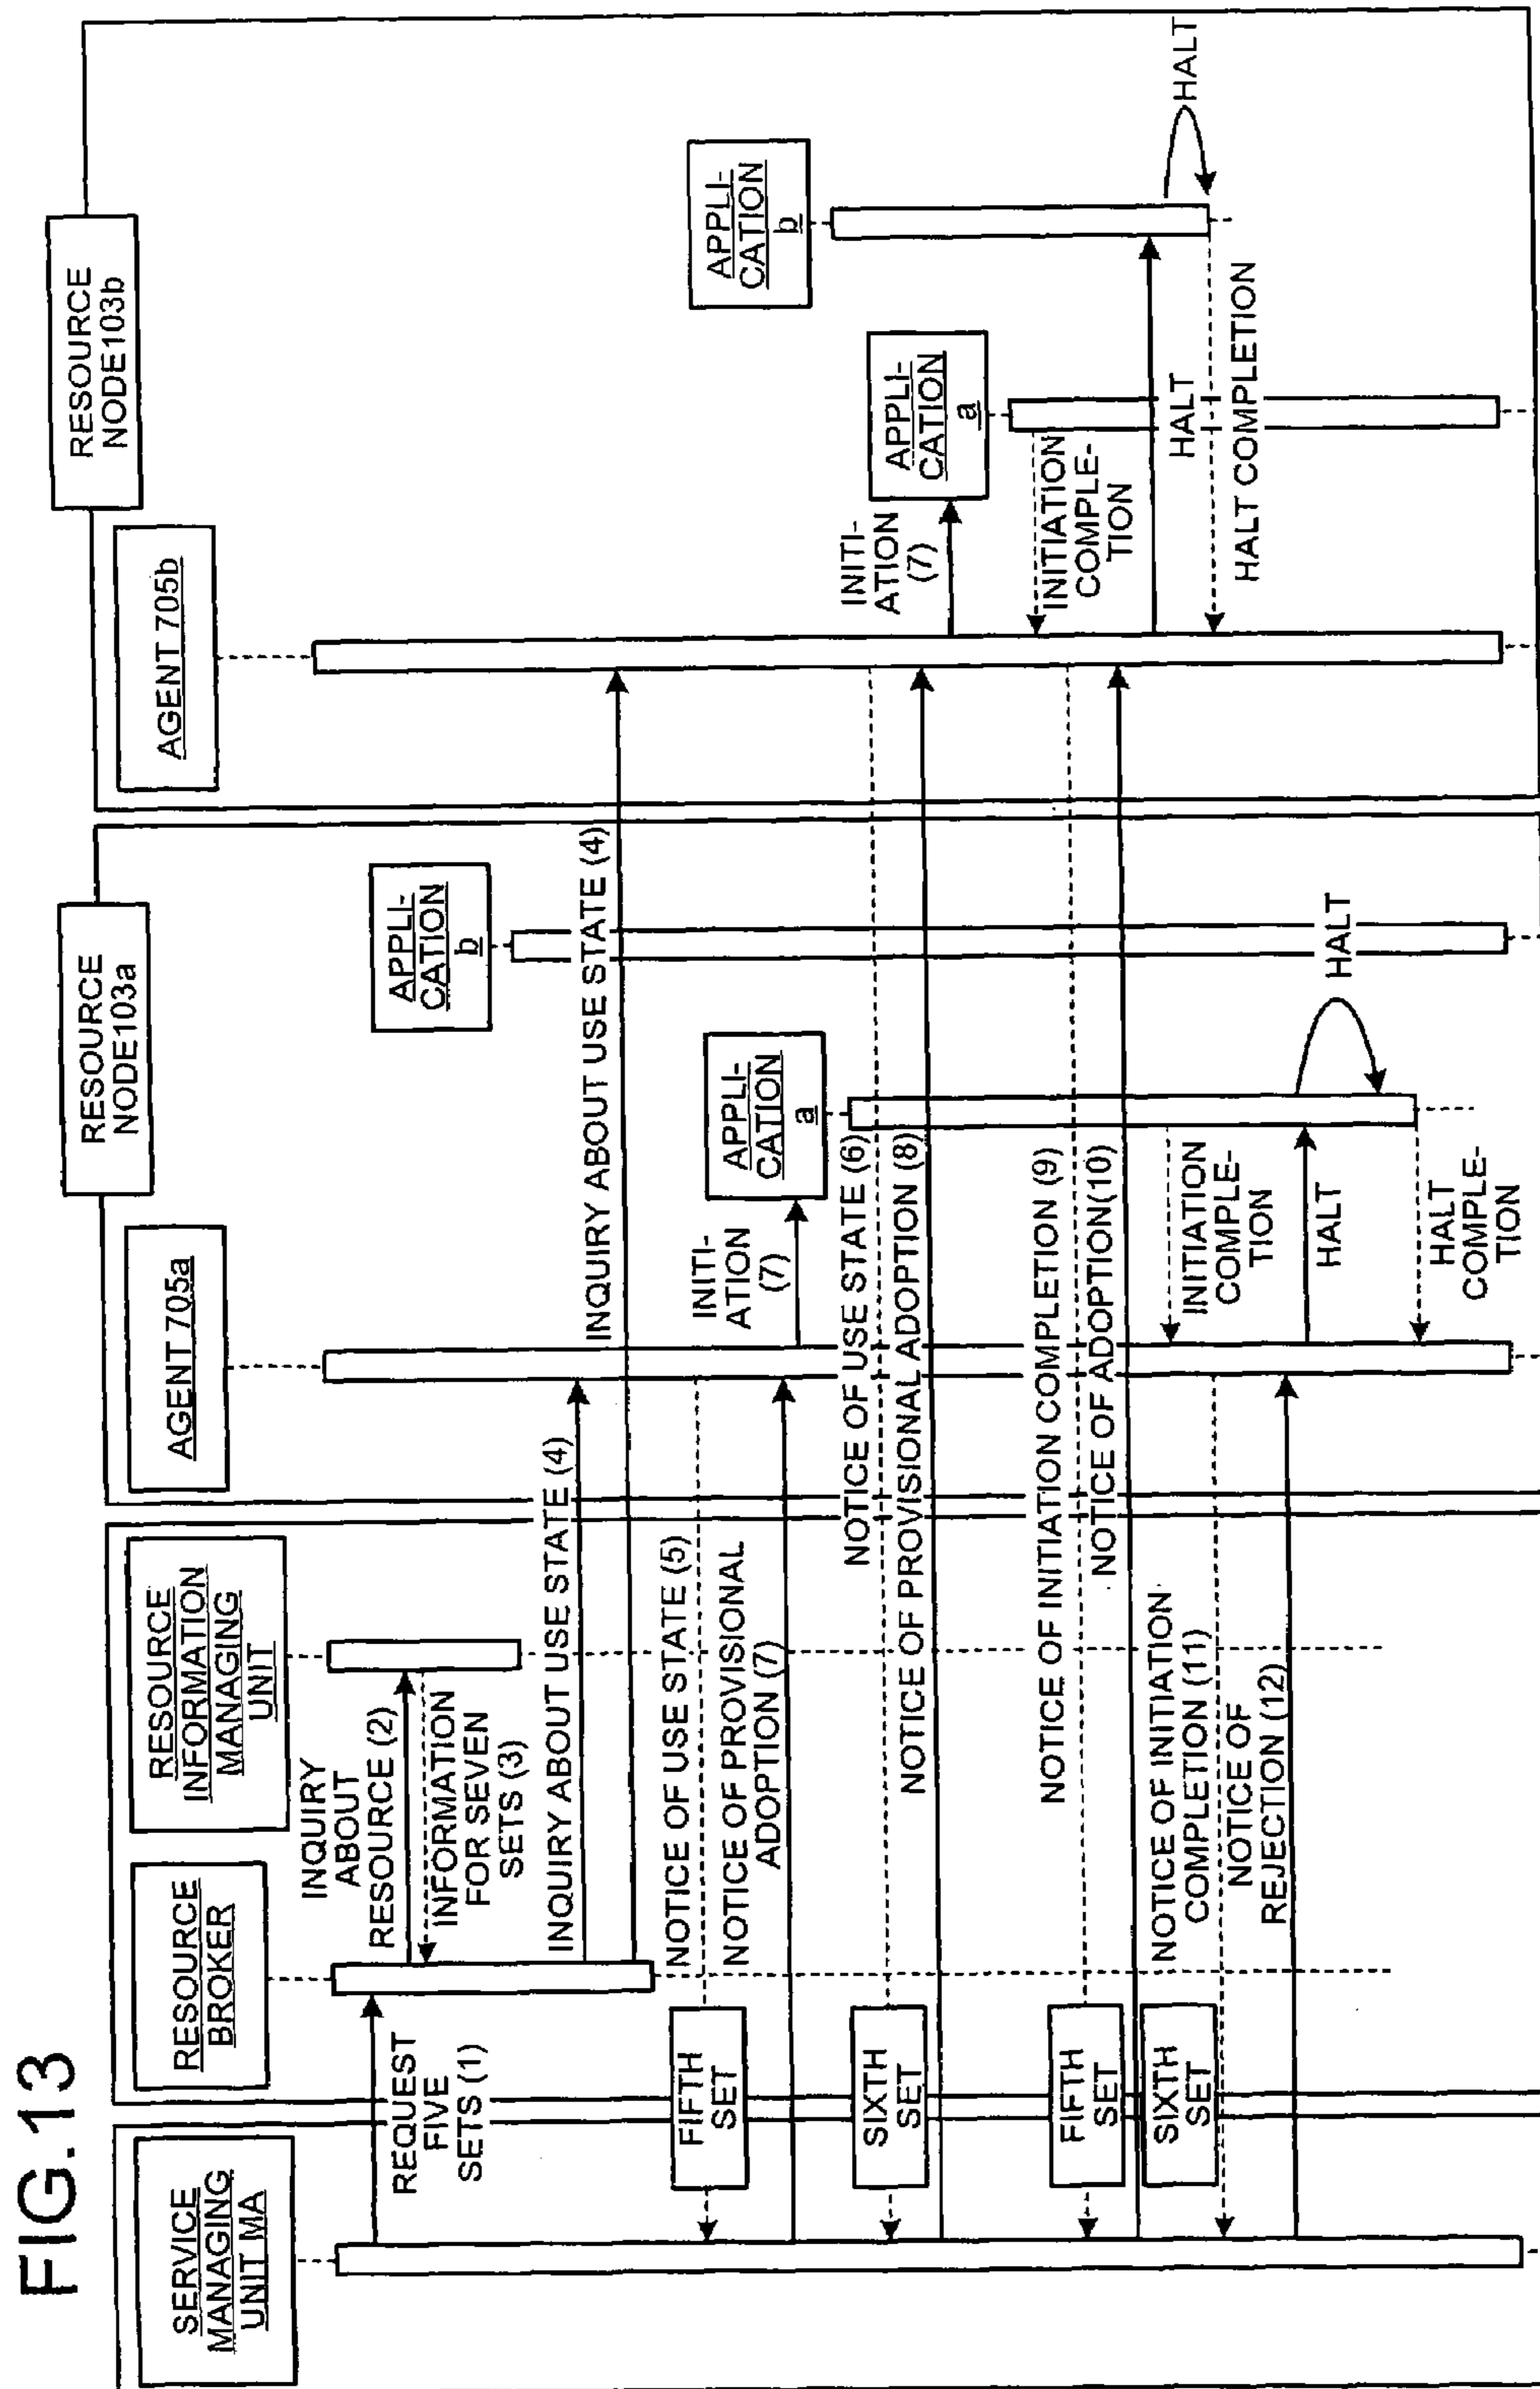 FIG.13
SERVICE
MANAGING
UNIT MA
RESOURCE
BROKER
RESOURCE
INFORMATION
MANAGING
UNIT
RESOURCE
NODE103a
AGENT 705a
APPLI-
CATION
b
APPLI-
CATION
a
RESOURCE
NODE103b
AGENT 705b
APPLI-
CATION
a
APPLI-
CATION
b
REQUEST
FIVE
SETS (1)
INQUIRY
ABOUT
RESOURCE (2)
INFORMATION
FOR SEVEN
SETS (3)
INQUIRY ABOUT USE STATE (4)
INQUIRY ABOUT USE STATE (4)
FIFTH
SET
NOTICE OF USE STATE (5)
NOTICE OF PROVISIONAL
ADOPTION (7)
INITI-
ATION
(7)
SIXTH
SET
NOTICE OF USE STATE (6)
NOTICE OF PROVISIONAL ADOPTION (8)
INITI-
ATION
(7)
INITIATION
COMPLE-
TION
FIFTH
SET
NOTICE OF INITIATION COMPLETION (9)
NOTICE OF ADOPTION(10)
HALT
HALT
HALT COMPLETION
SIXTH
SET
NOTICE OF INITIATION
COMPLETION (11)
INITIATION
COMPLE-
TION
NOTICE OF
REJECTION (12)
HALT
HALT
HALT
COMPLE-
TION